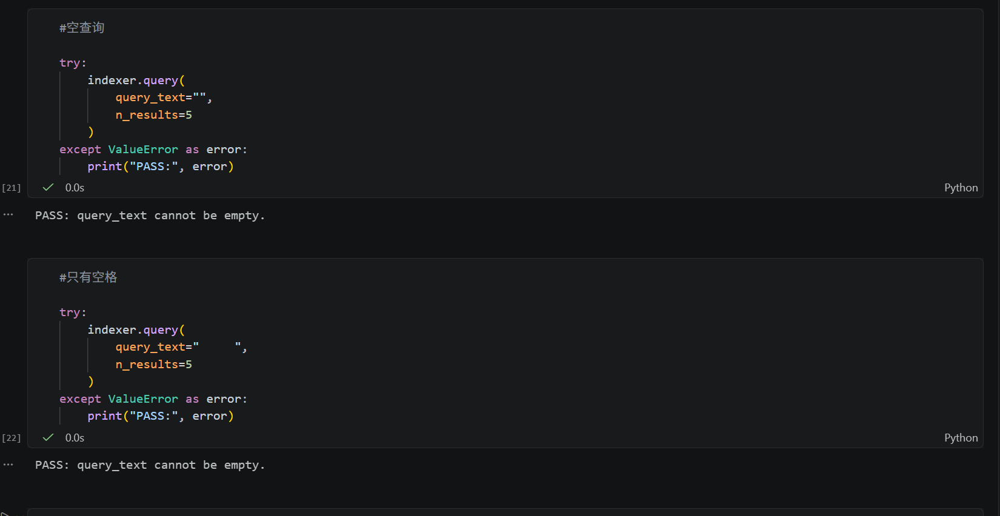 #空查询
try:
    indexer.query(
        query_text="",
        n_results=5
    )
except ValueError as error:
    print("PASS:", error)
[21] 0.0s Python
... PASS: query_text cannot be empty.
#只有空格
try:
    indexer.query(
        query_text="     ",
        n_results=5
    )
except ValueError as error:
    print("PASS:", error)
[22] 0.0s Python
... PASS: query_text cannot be empty.